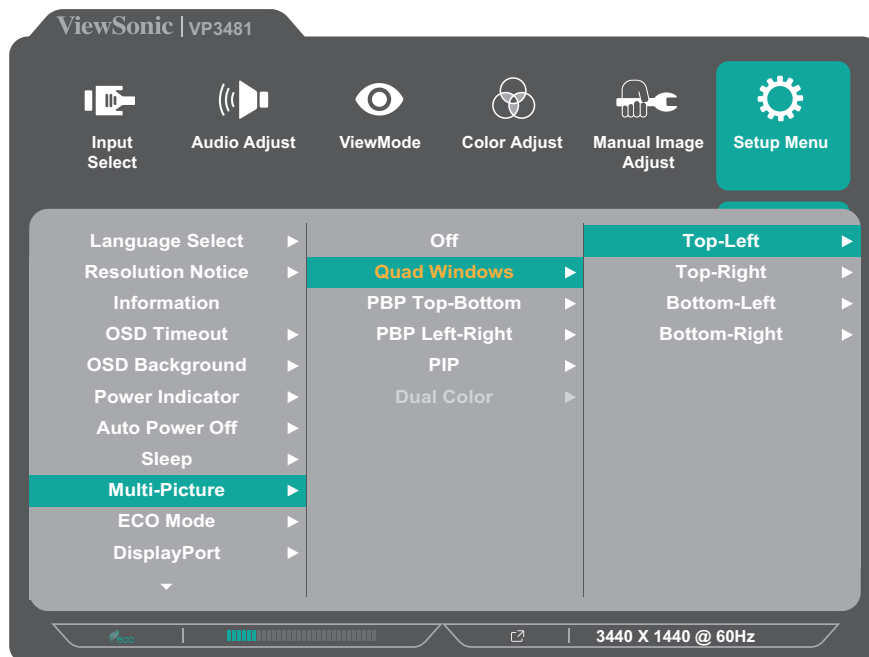 ViewSonic | VP3481
Input Select
Audio Adjust
ViewMode
Color Adjust
Manual Image Adjust
Setup Menu
Language Select
Resolution Notice
Information
OSD Timeout
OSD Background
Power Indicator
Auto Power Off
Sleep
Multi-Picture
ECO Mode
DisplayPort
Off
Quad Windows
PBP Top-Bottom
PBP Left-Right
PIP
Dual Color
Top-Left
Top-Right
Bottom-Left
Bottom-Right
eco
3440 X 1440 @ 60Hz